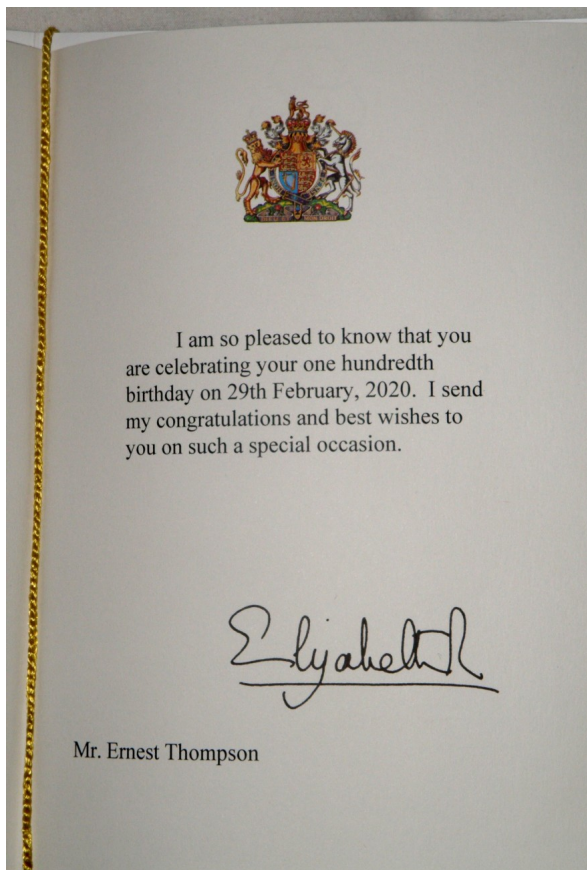 I am so pleased to know that you
are celebrating your one hundredth
birthday on 29th February, 2020.  I send
my congratulations and best wishes to
you on such a special occasion.
Elizabeth R
Mr. Ernest Thompson